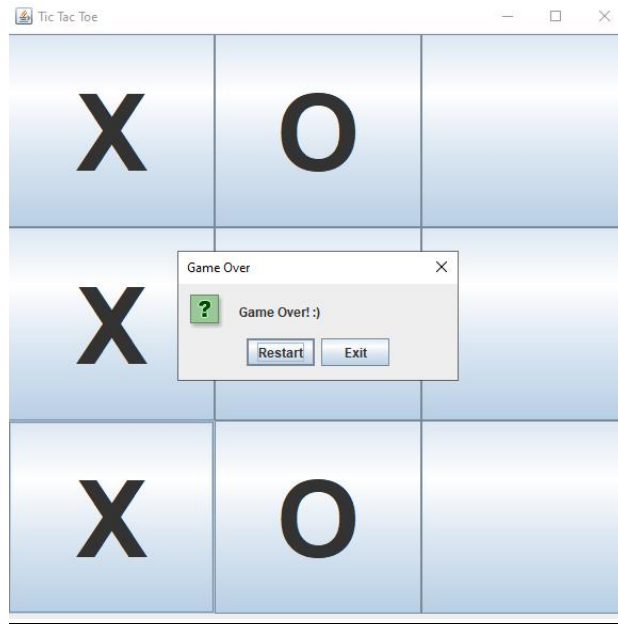 Tic Tac Toe
X O
X
Game Over
? Game Over! :)
Restart Exit
X O